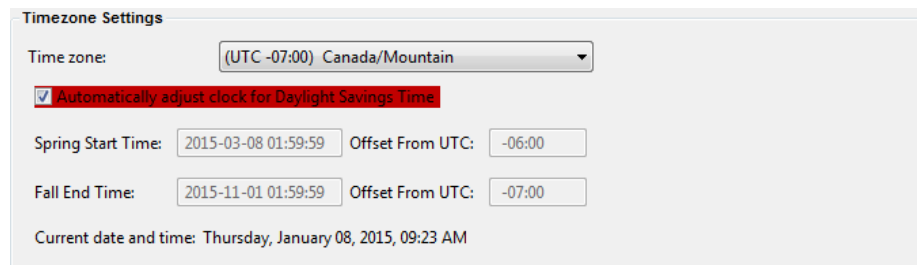 Timezone Settings
Time zone: (UTC -07:00) Canada/Mountain
Automatically adjust clock for Daylight Savings Time
Spring Start Time: 2015-03-08 01:59:59 Offset From UTC: -06:00
Fall End Time: 2015-11-01 01:59:59 Offset From UTC: -07:00
Current date and time: Thursday, January 08, 2015, 09:23 AM